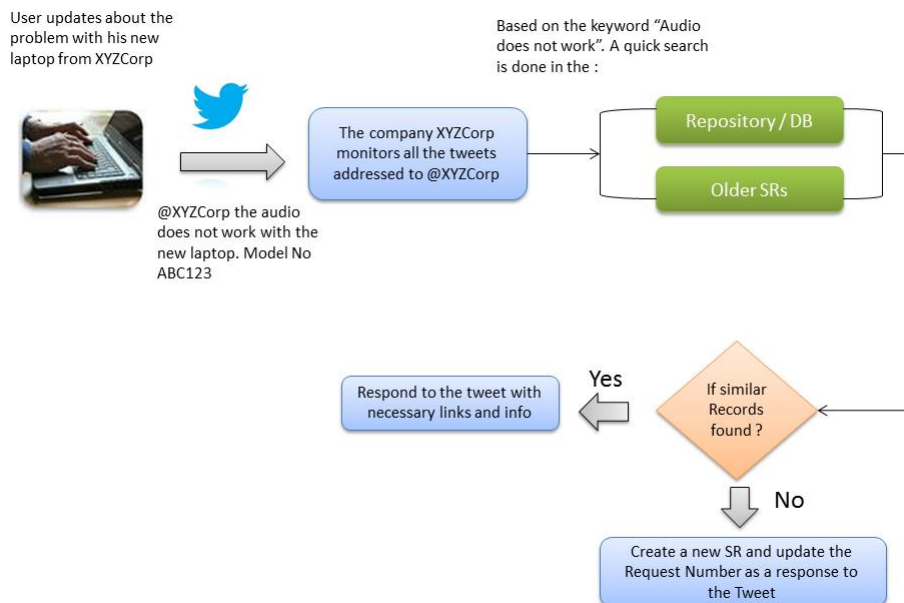 User updates about the
problem with his new
laptop from XYZCorp
@XYZCorp the audio
does not work with the
new laptop. Model No
ABC123
The company XYZCorp
monitors all the tweets
addressed to @XYZCorp
Based on the keyword “Audio
does not work”. A quick search
is done in the :
Repository / DB
Older SRs
If similar
Records
found ?
Yes
Respond to the tweet with
necessary links and info
No
Create a new SR and update the
Request Number as a response to
the Tweet